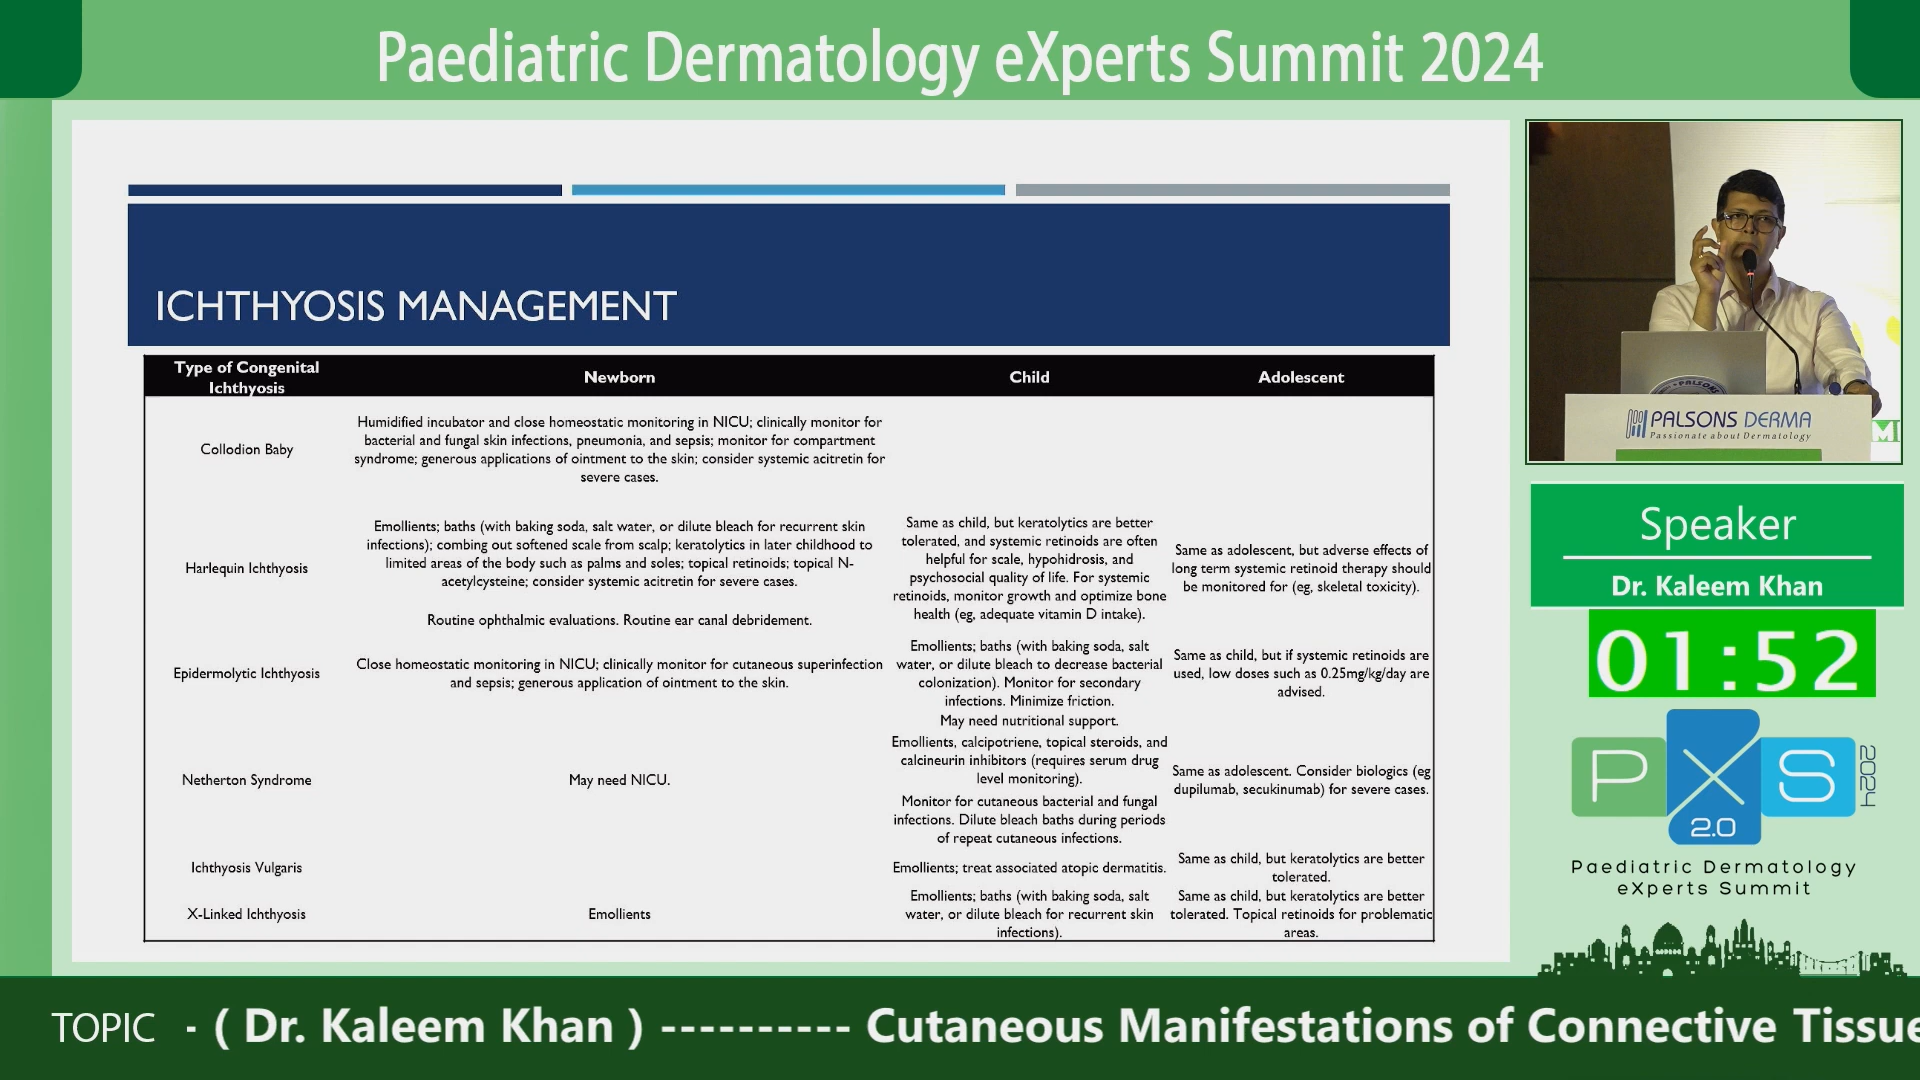 Paediatric Dermatology eXperts Summit 2024
ICHTHYOSIS MANAGEMENT
Type of Congenital
Ichthyosis
Newborn
Child
Adolescent
Collodion Baby
Humidified incubator and close homeostatic monitoring in NICU; clinically monitor for
bacterial and fungal skin infections, pneumonia, and sepsis; monitor for compartment
syndrome; generous applications of ointment to the skin; consider systemic acitretin for
severe cases.
Harlequin Ichthyosis
Emollients; baths (with baking soda, salt water, or dilute bleach for recurrent skin
infections); combing out softened scale from scalp; keratolytics in later childhood to
limited areas of the body such as palms and soles; topical retinoids; topical N-
acetylcysteine; consider systemic acitretin for severe cases.
Routine ophthalmic evaluations. Routine ear canal debridement.
Same as child, but keratolytics are better
tolerated, and systemic retinoids are often
helpful for scale, hypohidrosis, and
psychosocial quality of life. For systemic
retinoids, monitor growth and optimize bone
health (eg, adequate vitamin D intake).
Same as adolescent, but adverse effects of
long term systemic retinoid therapy should
be monitored for (eg, skeletal toxicity).
Epidermolytic Ichthyosis
Close homeostatic monitoring in NICU; clinically monitor for cutaneous superinfection
and sepsis; generous application of ointment to the skin.
Emollients; baths (with baking soda, salt
water, or dilute bleach to decrease bacterial
colonization). Monitor for secondary
infections. Minimize friction.
May need nutritional support.
Same as child, but if systemic retinoids are
used, low doses such as 0.25mg/kg/day are
advised.
Netherton Syndrome
May need NICU.
Emollients, calcipotriene, topical steroids, and
calcineurin inhibitors (requires serum drug
level monitoring).
Monitor for cutaneous bacterial and fungal
infections. Dilute bleach baths during periods
of repeat cutaneous infections.
Same as adolescent. Consider biologics (eg
dupilumab, secukinumab) for severe cases.
Ichthyosis Vulgaris
Emollients; treat associated atopic dermatitis.
Same as child, but keratolytics are better
tolerated.
X-Linked Ichthyosis
Emollients
Emollients; baths (with baking soda, salt
water, or dilute bleach for recurrent skin
infections).
Same as child, but keratolytics are better
tolerated. Topical retinoids for problematic
areas.
PALSONS
PALSONS DERMA
Passionate about Dermatology
M
Speaker
Dr. Kaleem Khan
01:52
PXS 2024
2.0
Paediatric Dermatology
eXperts Summit
TOPIC - ( Dr. Kaleem Khan ) ---------- Cutaneous Manifestations of Connective Tissue